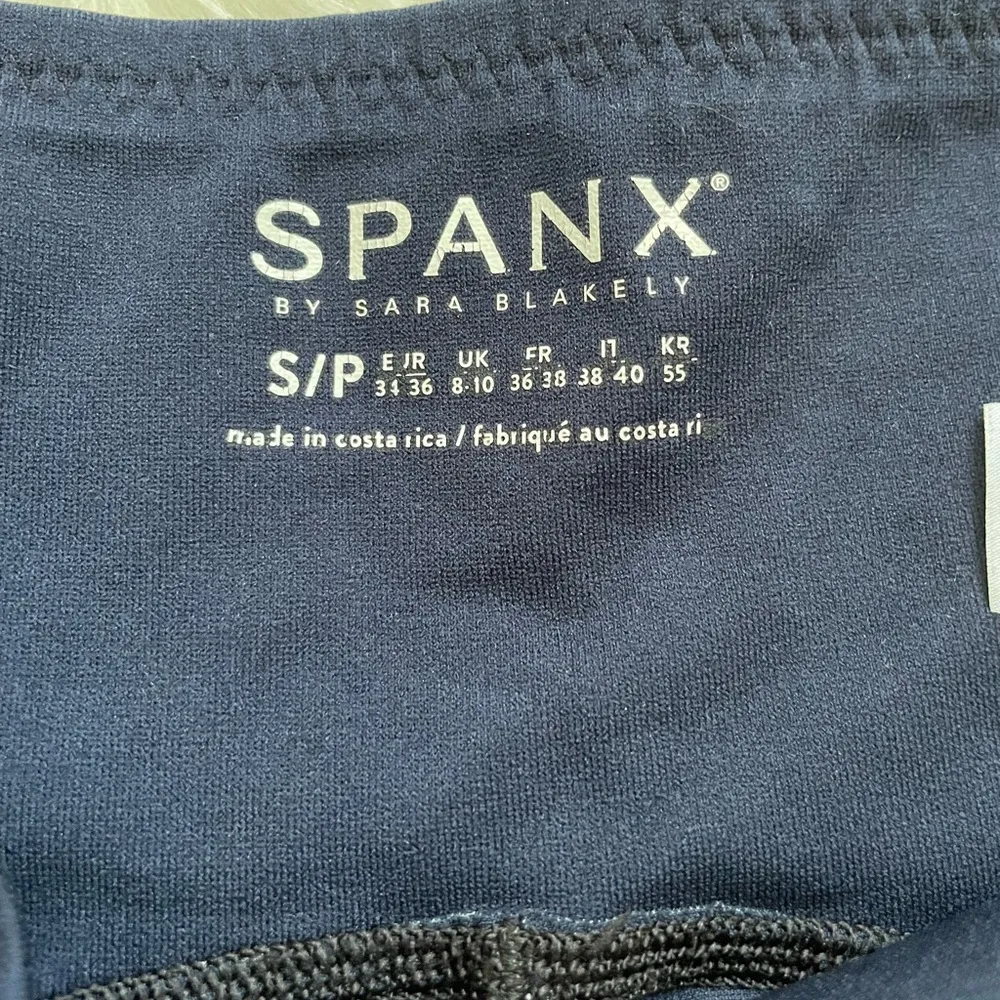 SPANX®
BY SARA BLAKELY
S/P EUR UK FR IT KR
34-36 8-10 36-38 38-40 55
made in costa rica / fabriqué au costa ri